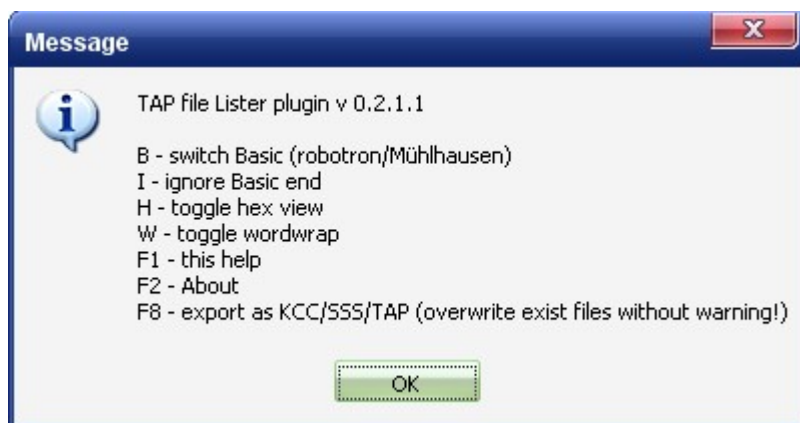 Message
X
TAP file Lister plugin v 0.2.1.1
B - switch Basic (robotron/Mühlhausen)
I - ignore Basic end
H - toggle hex view
W - toggle wordwrap
F1 - this help
F2 - About
F8 - export as KCC/SSS/TAP (overwrite exist files without warning!)
OK